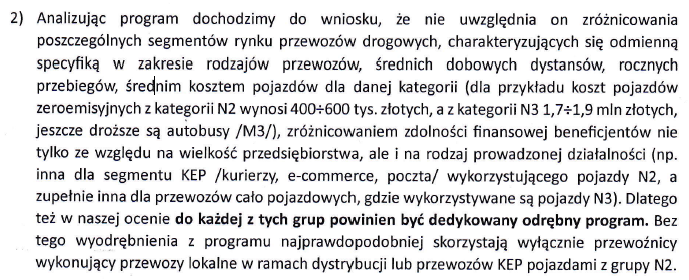 2) Analizując program dochodzimy do wniosku, że nie uwzględnia on zróżnicowania
poszczególnych segmentów rynku przewozów drogowych, charakteryzujących się odmienną
specyfiką w zakresie rodzajów przewozów, średnich dobowych dystansów, rocznych
przebiegów, średnim kosztem pojazdów dla danej kategorii (dla przykładu koszt pojazdów
zeroemisyjnych z kategorii N2 wynosi 400÷600 tys. złotych, a z kategorii N3 1,7÷1,9 mln złotych,
jeszcze droższe są autobusy /M3/), zróżnicowaniem zdolności finansowej beneficjentów nie
tylko ze względu na wielkość przedsiębiorstwa, ale i na rodzaj prowadzonej działalności (np.
inna dla segmentu KEP /kurierzy, e-commerce, poczta/ wykorzystującego pojazdy N2, a
zupełnie inna dla przewozów cało pojazdowych, gdzie wykorzystywane są pojazdy N3). Dlatego
też w naszej ocenie do każdej z tych grup powinien być dedykowany odrębny program. Bez
tego wyodrębnienia z programu najprawdopodobniej skorzystają wyłącznie przewoźnicy
wykonujący przewozy lokalne w ramach dystrybucji lub przewozów KEP pojazdami z grupy N2.